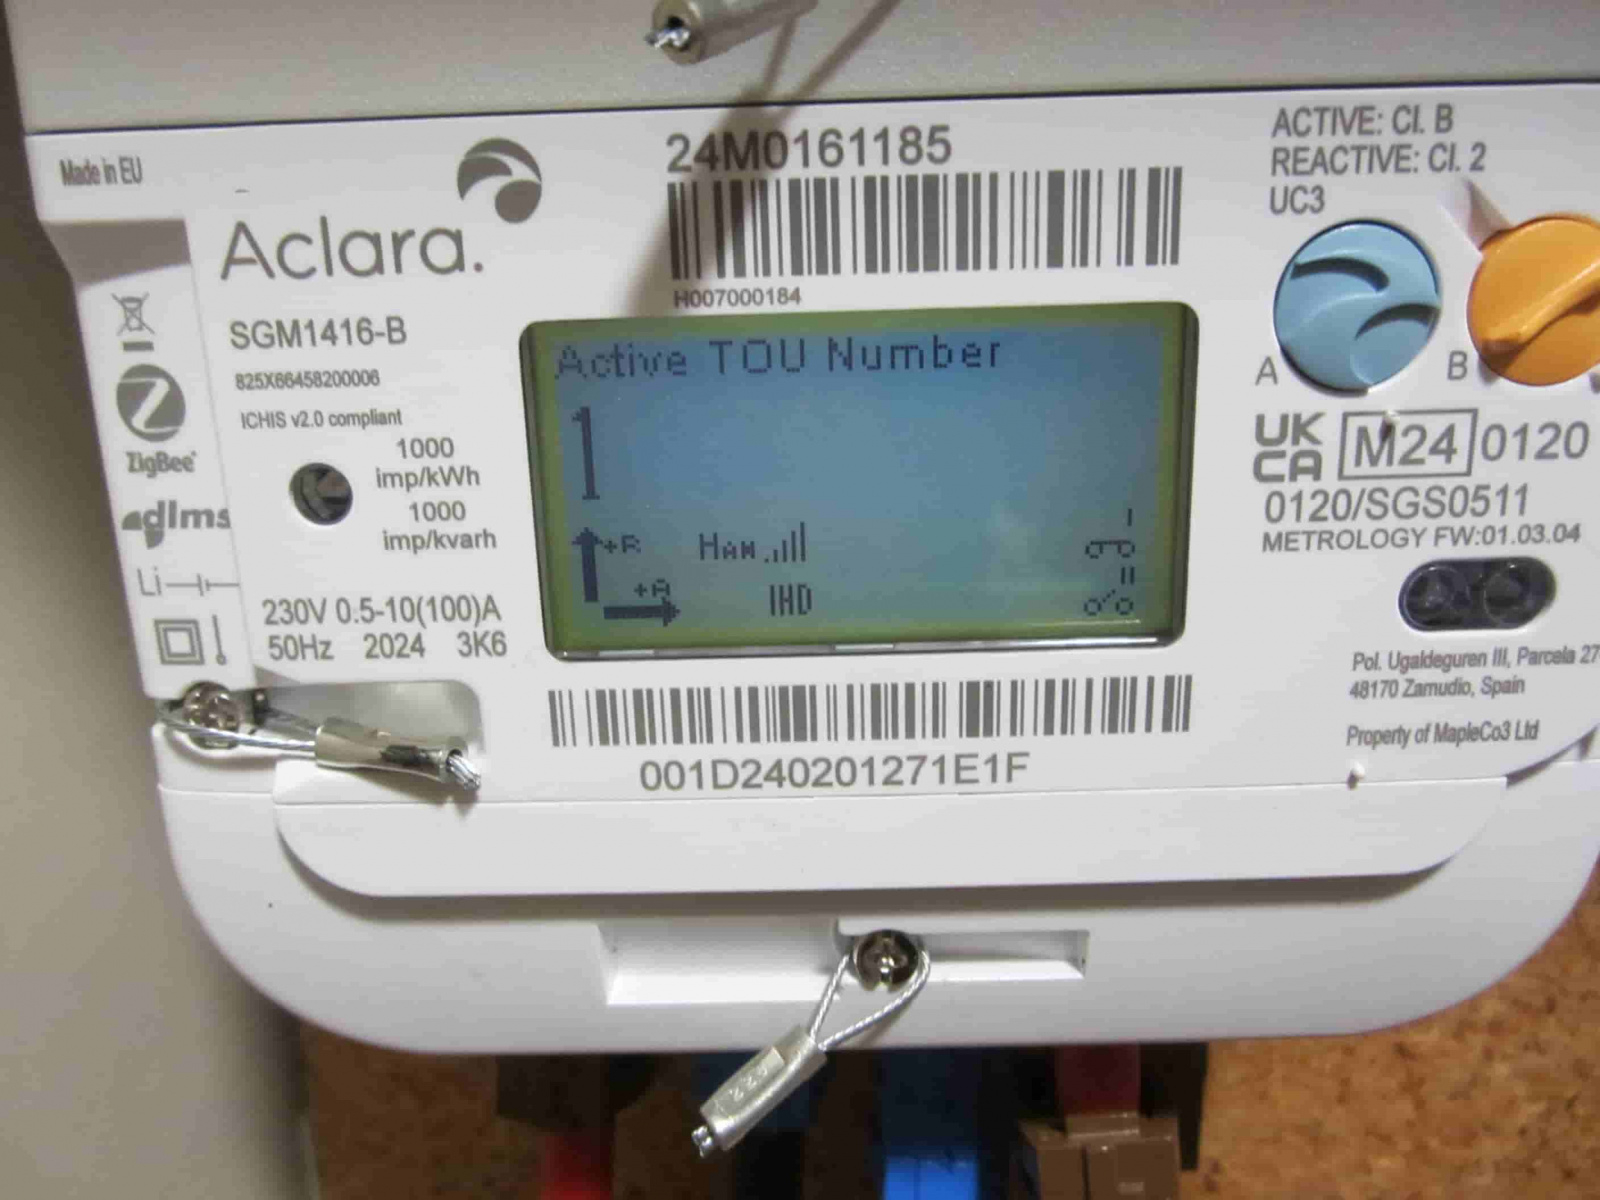 Made in EU
Aclara.
24M0161185
H007000184
ACTIVE: Cl. B
REACTIVE: Cl. 2
UC3
A
B
SGM1416-B
825X66458200006
ICHIS v2.0 compliant
1000
imp/kWh
1000
imp/kvarh
ZigBee
dlms
Li
230V 0.5-10(100)A
50Hz 2024 3K6
Active TOU Number
1
+R
HAN
+A
IHD
UK
CA
M24 0120
0120/SGS0511
METROLOGY FW:01.03.04
Pol. Ugaldeguren III, Parcela 27
48170 Zamudio, Spain
Property of MapleCo3 Ltd
001D240201271E1F